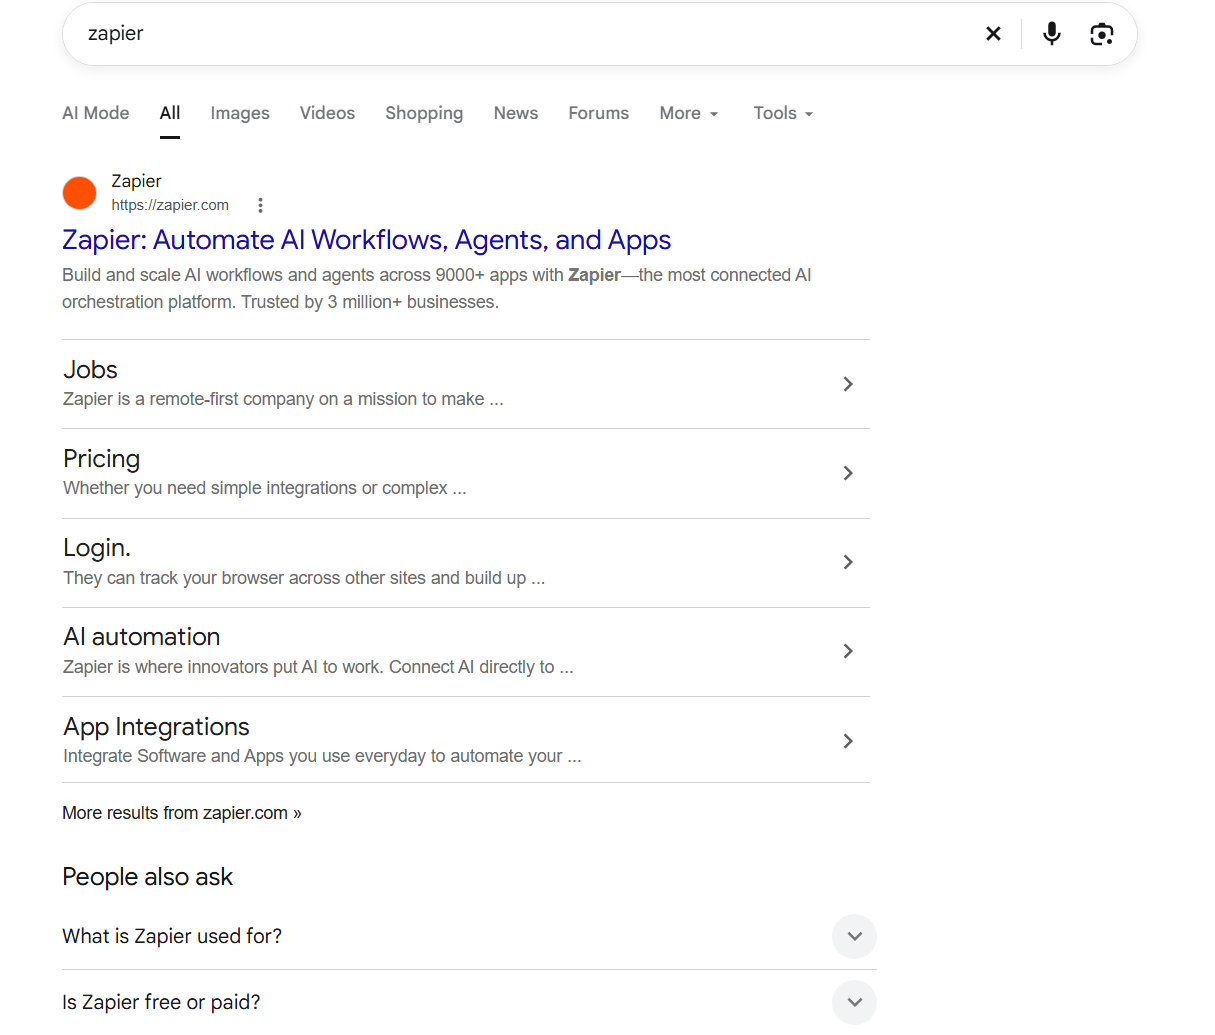 zapier
AI Mode
All
Images
Videos
Shopping
News
Forums
More
Tools
Zapier
https://zapier.com
Zapier: Automate AI Workflows, Agents, and Apps
Build and scale AI workflows and agents across 9000+ apps with Zapier—the most connected AI
orchestration platform. Trusted by 3 million+ businesses.
Jobs
Zapier is a remote-first company on a mission to make ...
Pricing
Whether you need simple integrations or complex ...
Login.
They can track your browser across other sites and build up ...
AI automation
Zapier is where innovators put AI to work. Connect AI directly to ...
App Integrations
Integrate Software and Apps you use everyday to automate your ...
More results from zapier.com »
People also ask
What is Zapier used for?
Is Zapier free or paid?